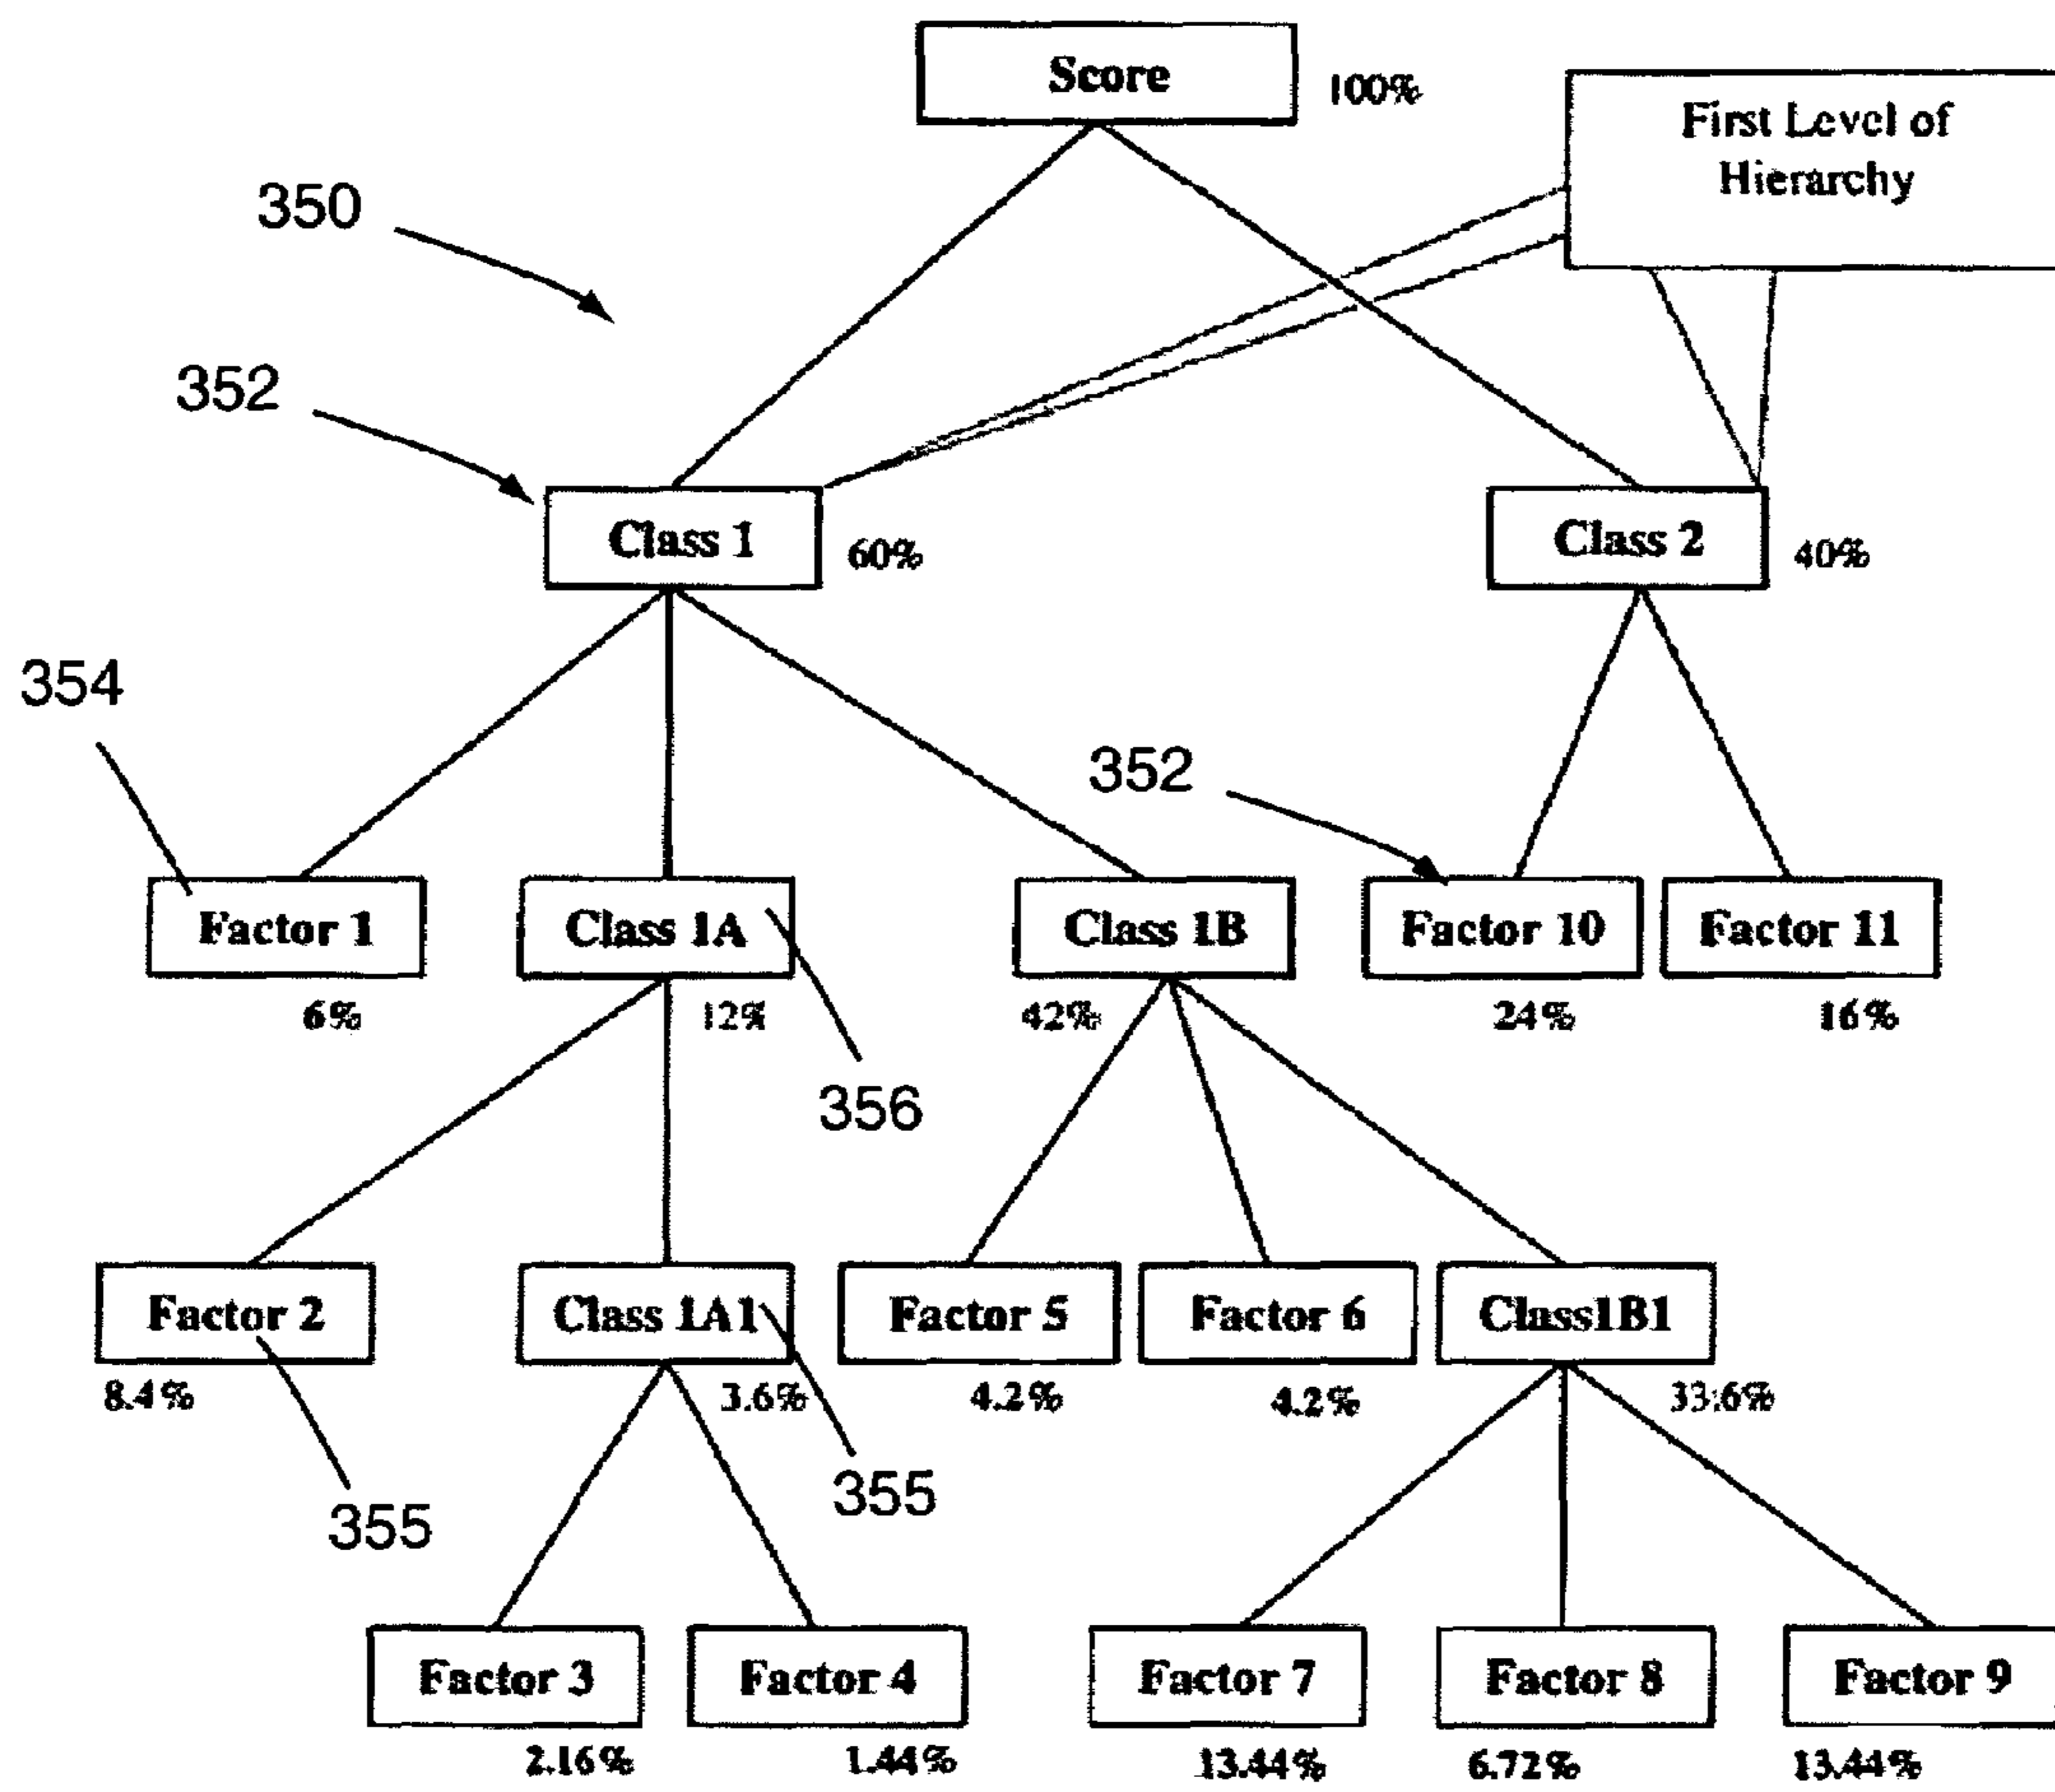 Score
100%
First Level of
Hierarchy
350
352
Class 1
60%
Class 2
40%
354
352
Factor 1
Class 1A
Class 1B
Factor 10
Factor 11
6%
12%
42%
24%
16%
356
Factor 2
Class 1A1
Factor 5
Factor 6
Class1B1
8.4%
3.6%
4.2%
4.2%
33.6%
355
355
Factor 3
Factor 4
Factor 7
Factor 8
Factor 9
2.16%
1.44%
13.44%
6.72%
13.44%